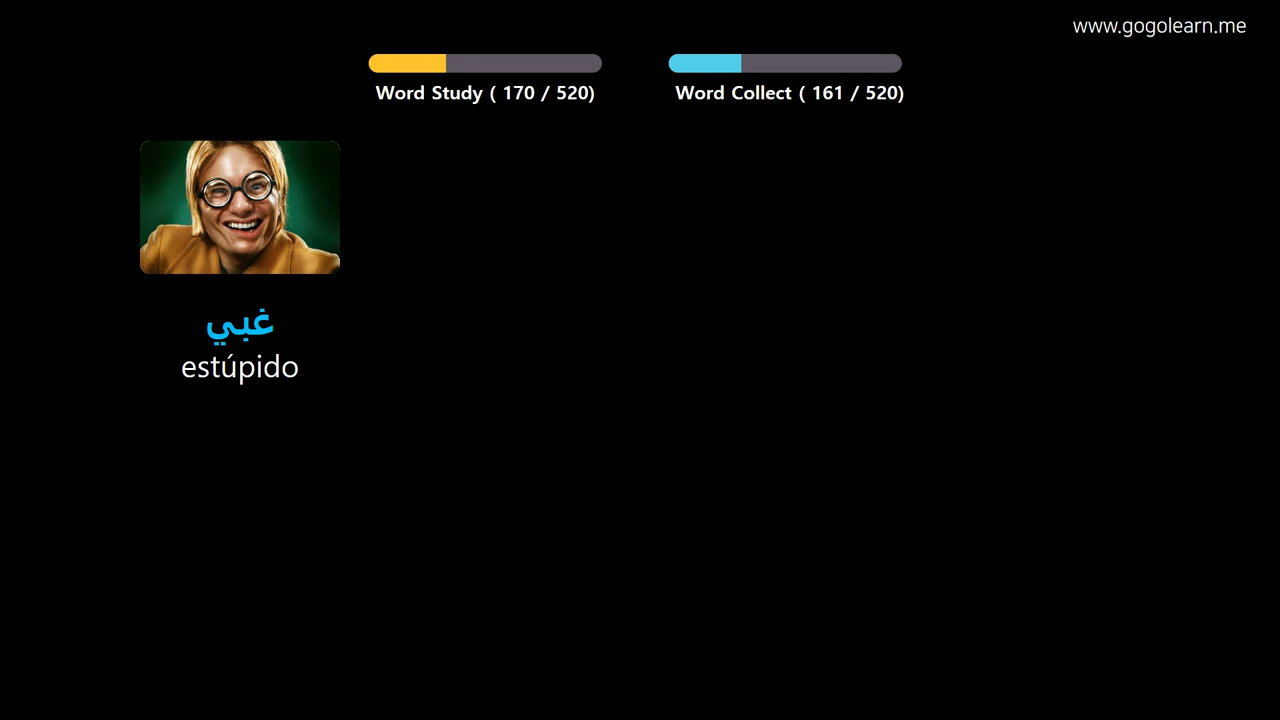 www.gogolearn.me
Word Study ( 170 / 520)
Word Collect ( 161 / 520)
غبي
estúpido